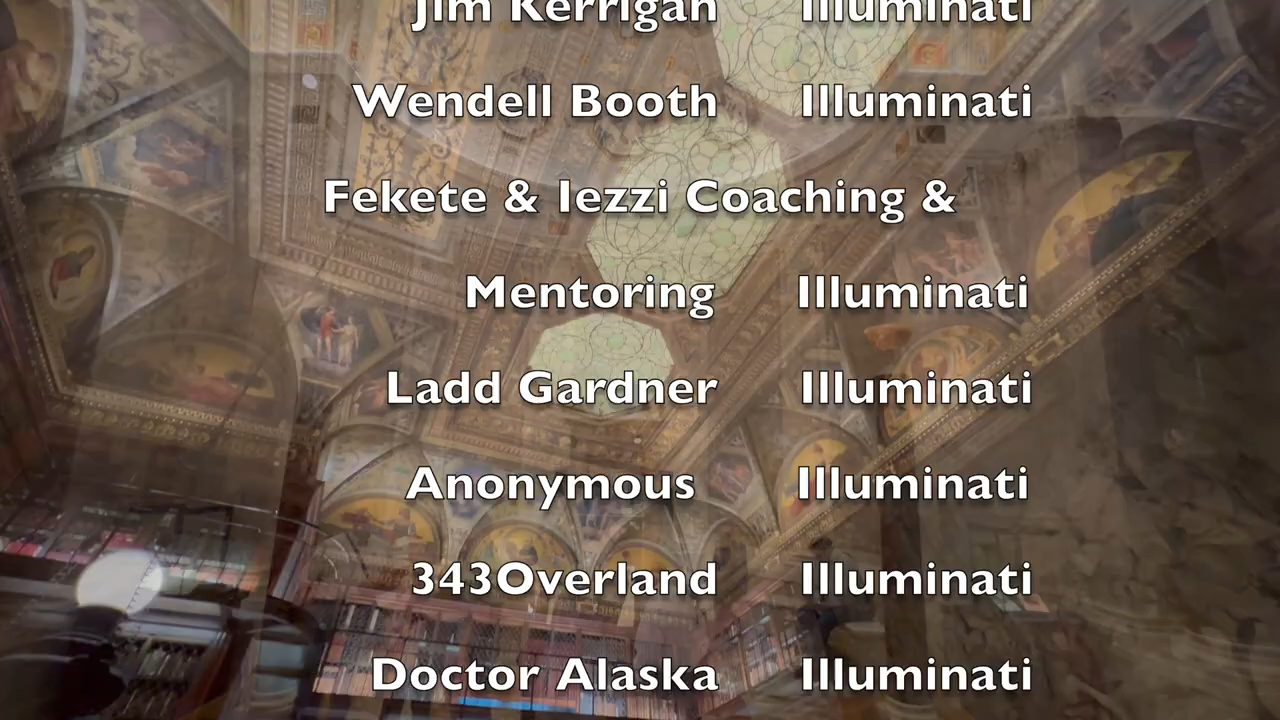 Jim Kerrigan Illuminati
Wendell Booth Illuminati
Fekete & Iezzi Coaching &
Mentoring Illuminati
Ladd Gardner Illuminati
Anonymous Illuminati
343Overland Illuminati
Doctor Alaska Illuminati